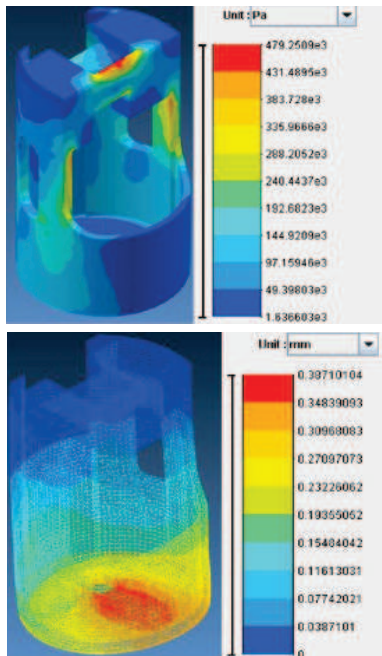 Unit : Pa
479.2509e3
431.4895e3
383.728e3
335.9666e3
288.2052e3
240.4437e3
192.6823e3
144.9209e3
97.15946e3
49.39803e3
1.636603e3
Unit : mm
0.38710104
0.34839093
0.30968083
0.27097073
0.23226062
0.19355052
0.15484042
0.11613031
0.07742021
0.0387101
0